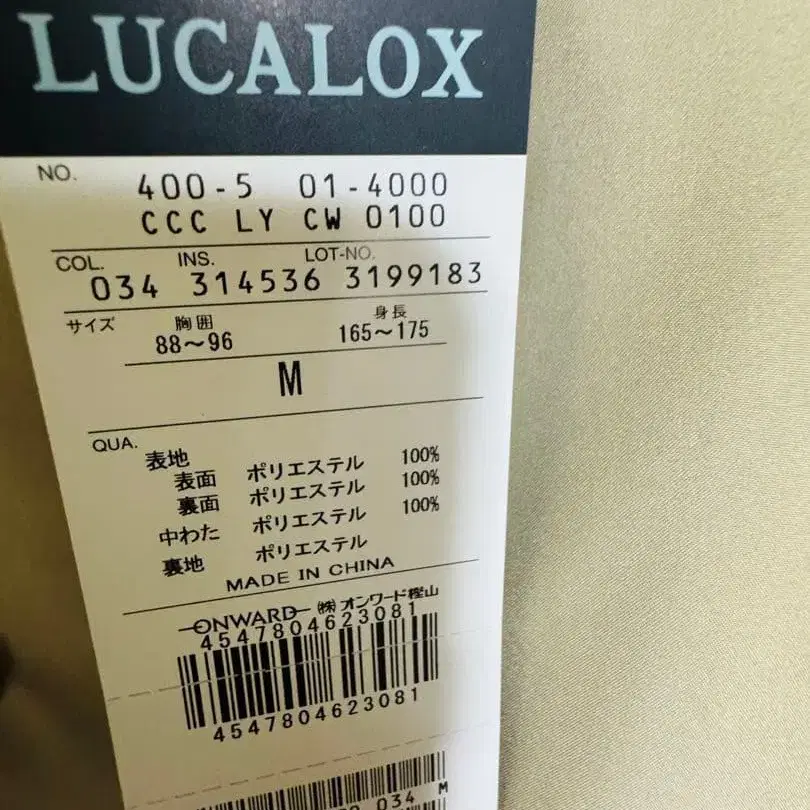 LUCALOX
NO.
400-5 01-4000
CCC LY CW 0100
COL. INS. LOT-NO.
034 314536 3199183
サイズ 胸囲 身長
88～96 165～175
M
QUA.
表地
表面 ポリエステル 100%
裏面 ポリエステル 100%
中わた ポリエステル 100%
裏地 ポリエステル
MADE IN CHINA
ONWARD ㈱オンワード樫山
4547804623081
4547804623081
034 M